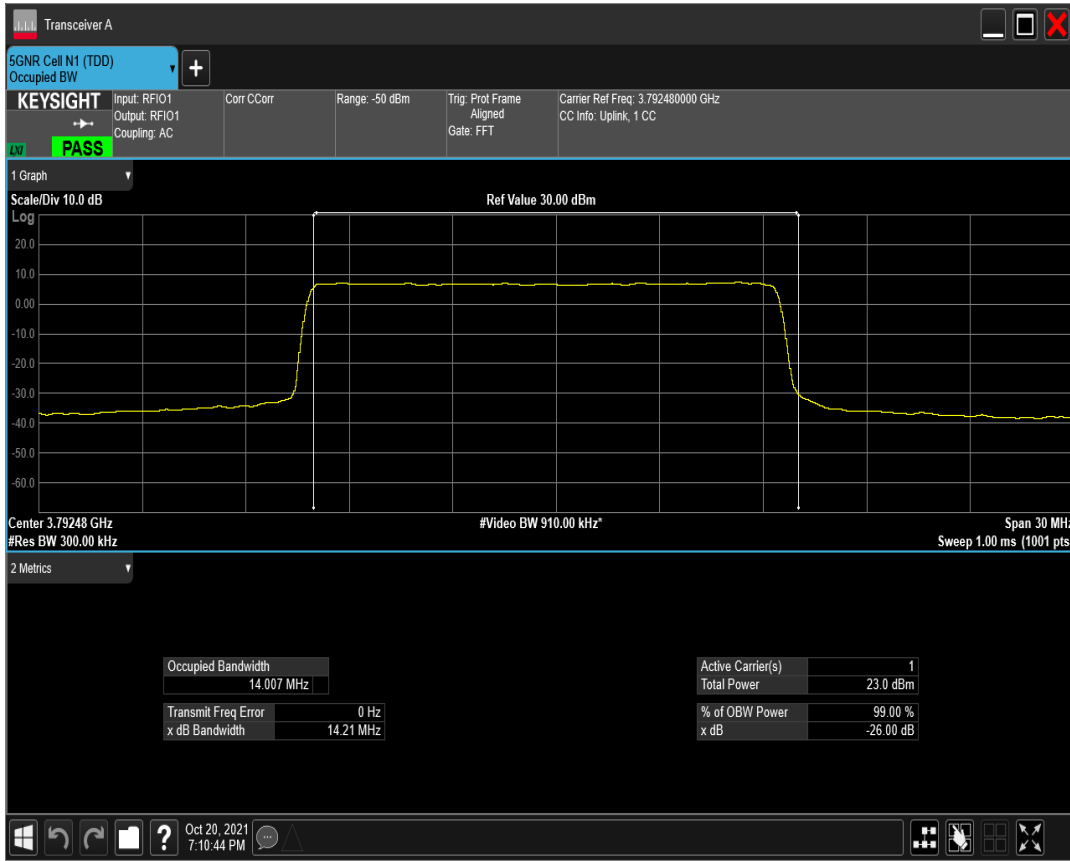 Transceiver A
5GNR Cell N1 (TDD)
Occupied BW
+
KEYSIGHT
LXI
PASS
Input: RFIO1
Output: RFIO1
Coupling: AC
Corr CCorr
Range: -50 dBm
Trig: Prot Frame
Aligned
Gate: FFT
Carrier Ref Freq: 3.792480000 GHz
CC Info: Uplink, 1 CC
1 Graph
Scale/Div 10.0 dB
Ref Value 30.00 dBm
Log
20.0
10.0
0.00
-10.0
-20.0
-30.0
-40.0
-50.0
-60.0
Center 3.79248 GHz
#Video BW 910.00 kHz*
Span 30 MHz
#Res BW 300.00 kHz
Sweep 1.00 ms (1001 pts
2 Metrics
Occupied Bandwidth
14.007 MHz
Transmit Freq Error 0 Hz
x dB Bandwidth 14.21 MHz
Active Carrier(s) 1
Total Power 23.0 dBm
% of OBW Power 99.00 %
x dB -26.00 dB
?
Oct 20, 2021
7:10:44 PM